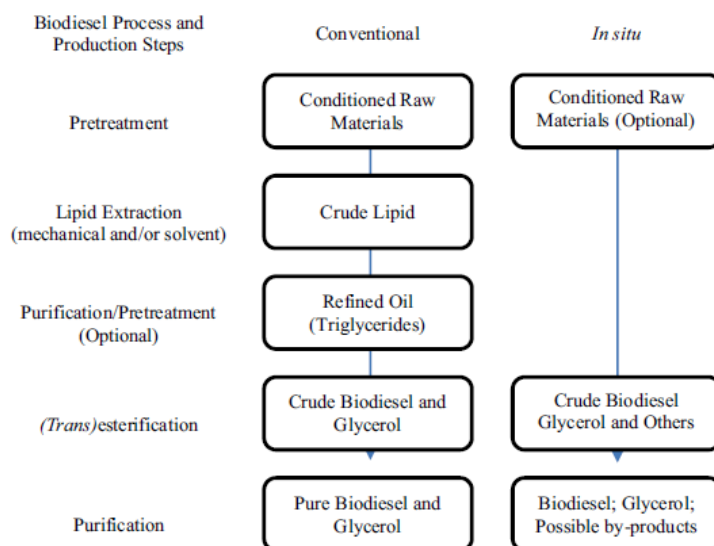 Biodiesel Process and
Production Steps
Conventional
In situ
Pretreatment
Conditioned Raw
Materials
Conditioned Raw
Materials (Optional)
Lipid Extraction
(mechanical and/or solvent)
Crude Lipid
Purification/Pretreatment
(Optional)
Refined Oil
(Triglycerides)
(Trans)esterification
Crude Biodiesel and
Glycerol
Crude Biodiesel
Glycerol and Others
Purification
Pure Biodiesel and
Glycerol
Biodiesel; Glycerol;
Possible by-products